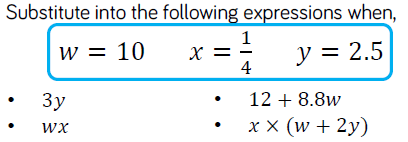 Substitute into the following expressions when,
w = 10 x = 1/4 y = 2.5
• 3y • 12 + 8.8w
• wx • x × (w + 2y)